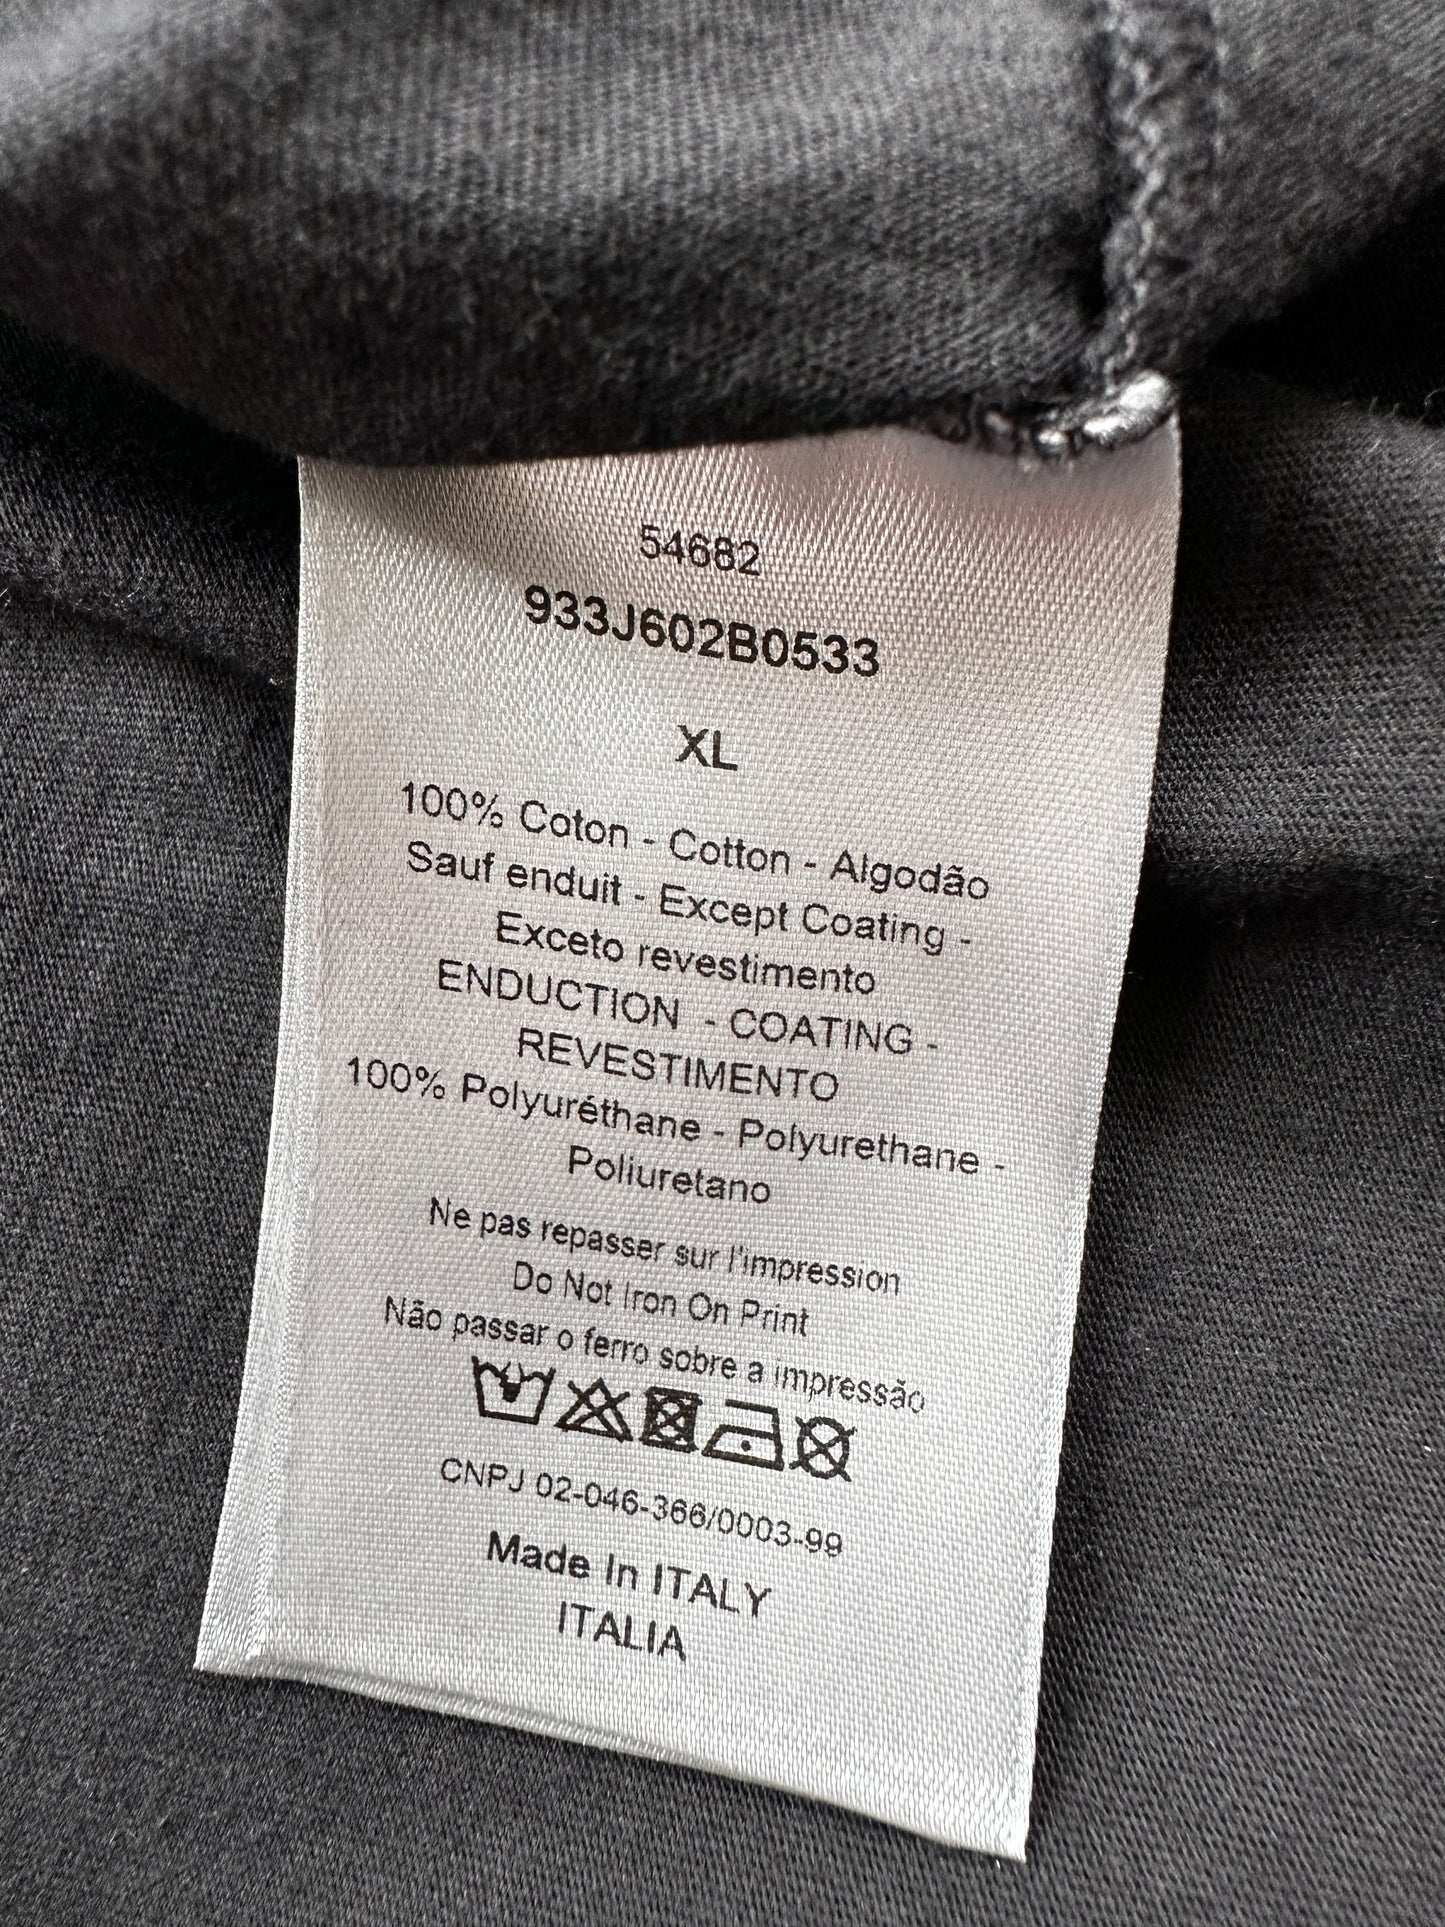 54682
933J602B0533
XL
100% Coton - Cotton - Algodão
Sauf enduit - Except Coating -
Exceto revestimento
ENDUCTION - COATING -
REVESTIMENTO
100% Polyuréthane - Polyurethane -
Poliuretano
Ne pas repasser sur l'impression
Do Not Iron On Print
Não passar o ferro sobre a impressão
CNPJ 02-046-366/0003-99
Made In ITALY
ITALIA